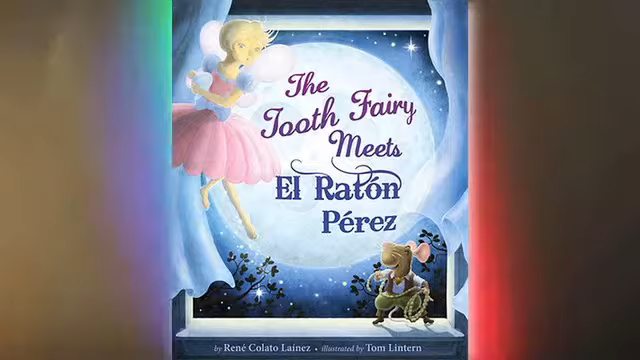 The
Tooth Fairy
Meets
El Ratón
Pérez
by René Colato Laínez • illustrated by Tom Lintern